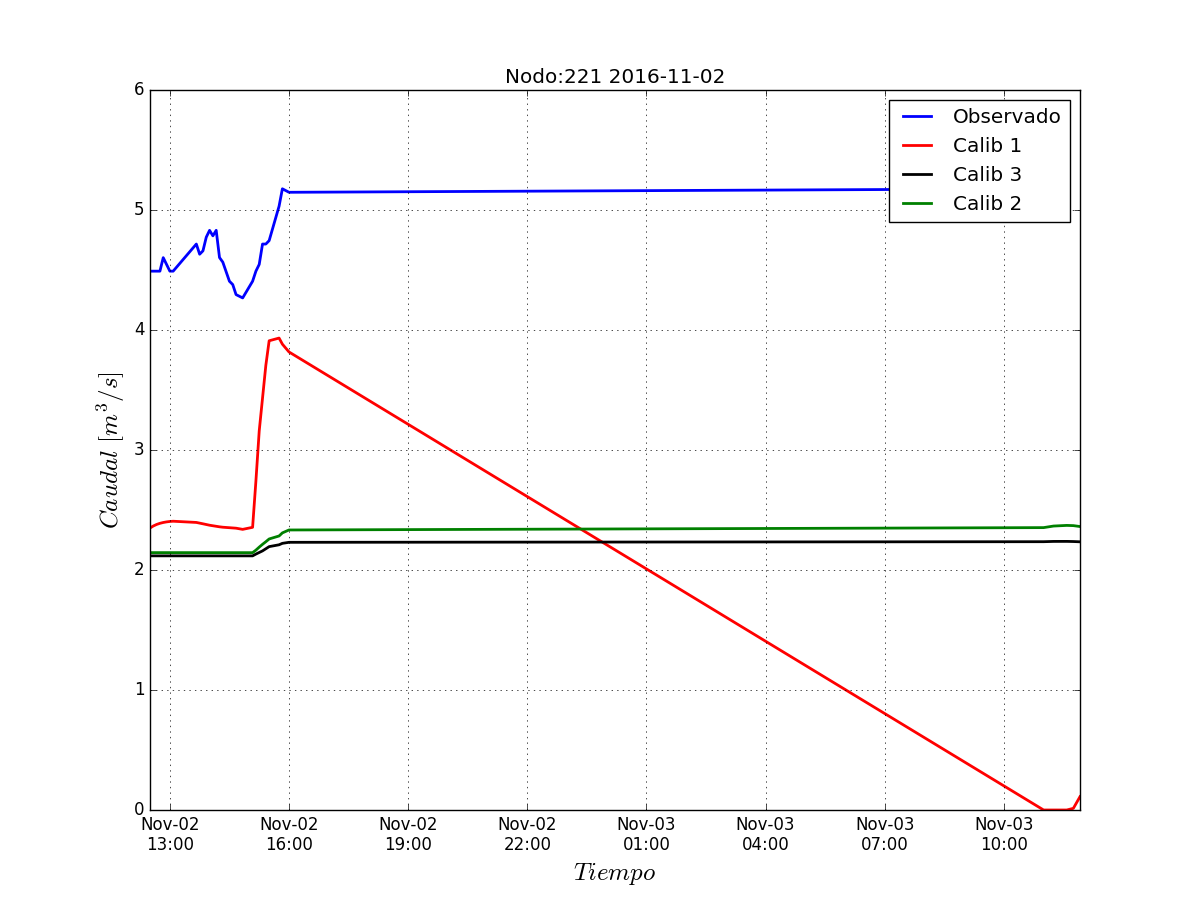 Nodo:221 2016-11-02
Observado
Calib 1
Calib 3
Calib 2
6
5
4
3
2
1
0
Caudal [m³/s]
Nov-02 Nov-02 Nov-02 Nov-02 Nov-03 Nov-03 Nov-03 Nov-03
13:00 16:00 19:00 22:00 01:00 04:00 07:00 10:00
Tiempo